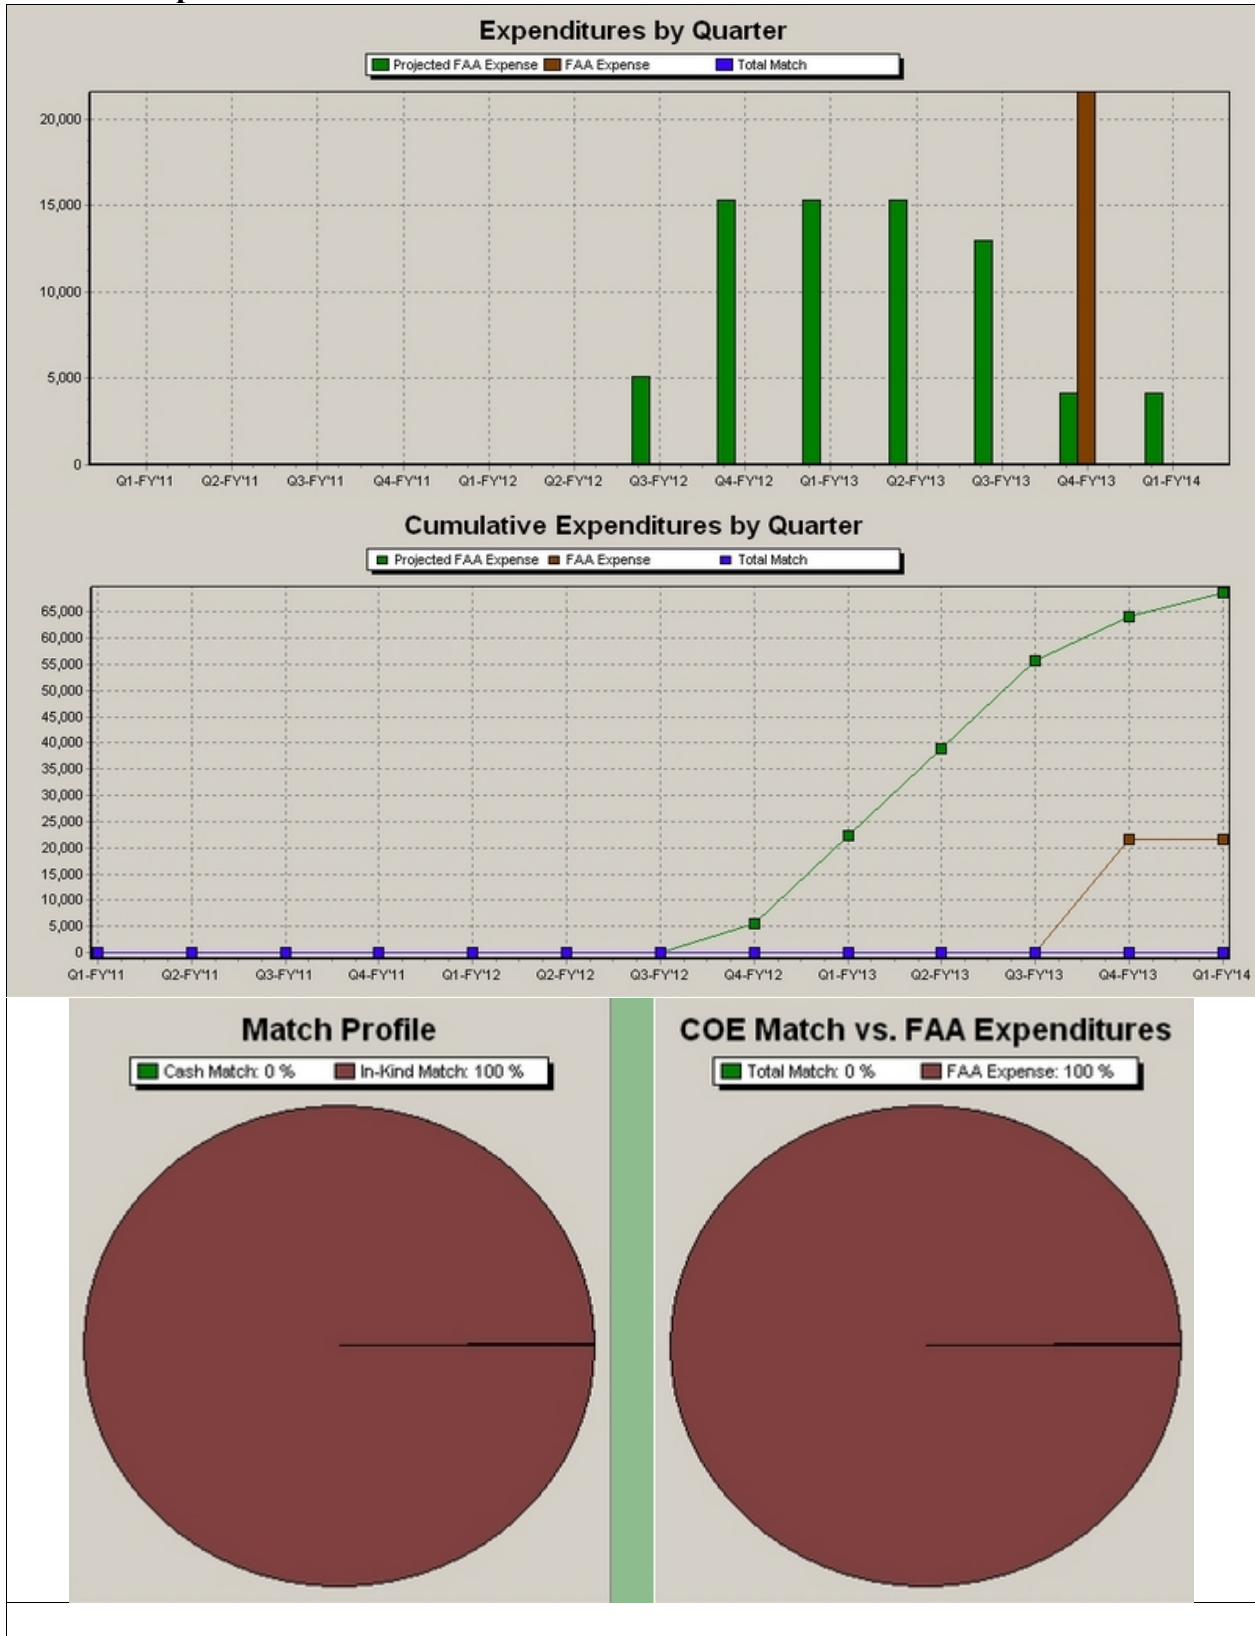 Expenditures by Quarter
Projected FAA Expense FAA Expense Total Match
20,000
15,000
10,000
5,000
0
Q1-FY'11 Q2-FY'11 Q3-FY'11 Q4-FY'11 Q1-FY'12 Q2-FY'12 Q3-FY'12 Q4-FY'12 Q1-FY'13 Q2-FY'13 Q3-FY'13 Q4-FY'13 Q1-FY'14
Cumulative Expenditures by Quarter
Projected FAA Expense FAA Expense Total Match
65,000
60,000
55,000
50,000
45,000
40,000
35,000
30,000
25,000
20,000
15,000
10,000
5,000
0
Q1-FY'11 Q2-FY'11 Q3-FY'11 Q4-FY'11 Q1-FY'12 Q2-FY'12 Q3-FY'12 Q4-FY'12 Q1-FY'13 Q2-FY'13 Q3-FY'13 Q4-FY'13 Q1-FY'14
Match Profile
Cash Match: 0 % In-Kind Match: 100 %
COE Match vs. FAA Expenditures
Total Match: 0 % FAA Expense: 100 %